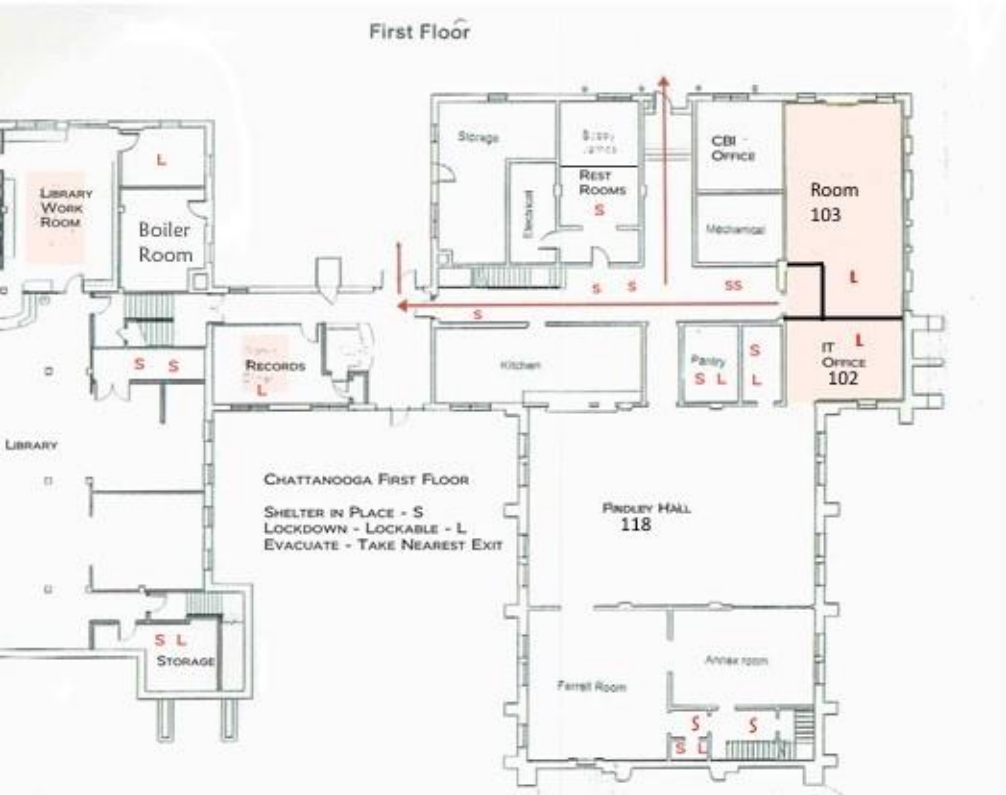 First Floor
Storage
CBI -
OFFICE
REST
ROOMS
S
Electrical
Mechanical
Room
103
L
L
LIBRARY
WORK
ROOM
Boiler
Room
S S SS
S
RECORDS
L
Kitchen
Pantry
S L
S
L
L
IT
OFFICE
102
S S
LIBRARY
CHATTANOOGA FIRST FLOOR
SHELTER IN PLACE - S
LOCKDOWN - LOCKABLE - L
EVACUATE - TAKE NEAREST EXIT
PINDLEY HALL
118
S L
STORAGE
Ferrell Room
Annex room
S S
S L